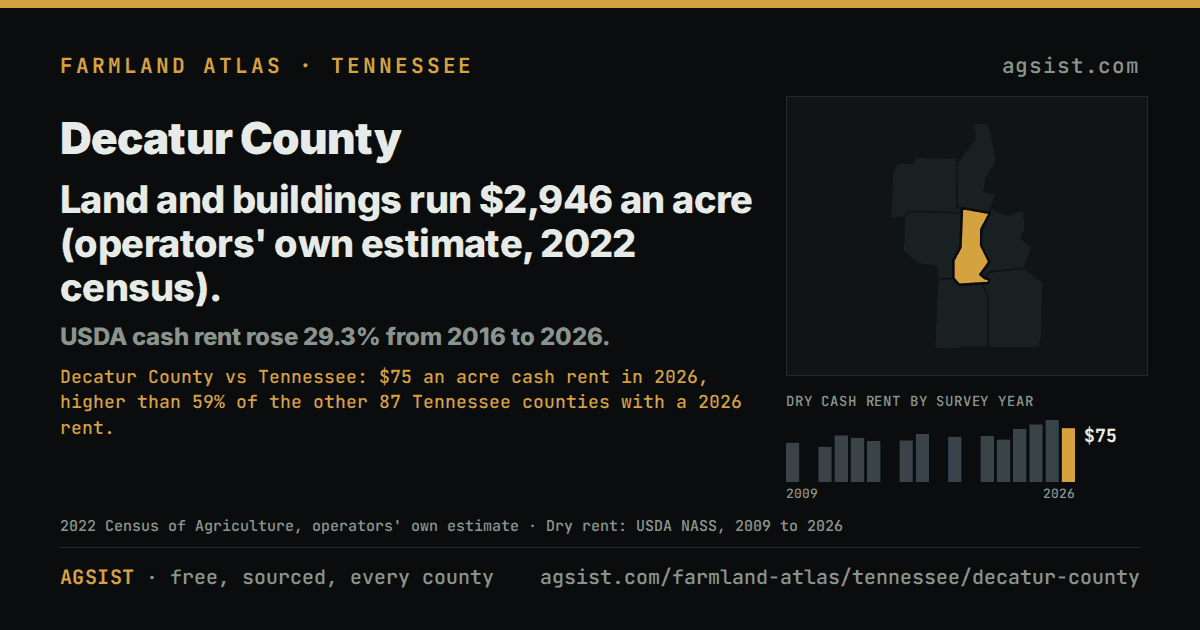 FARMLAND ATLAS · TENNESSEE
agsist.com
Decatur County
Land and buildings run $2,946 an acre
(operators' own estimate, 2022
census).
USDA cash rent rose 29.3% from 2016 to 2026.
Decatur County vs Tennessee: $75 an acre cash rent in 2026,
higher than 59% of the other 87 Tennessee counties with a 2026
rent.
DRY CASH RENT BY SURVEY YEAR
$75
2009
2026
2022 Census of Agriculture, operators' own estimate · Dry rent: USDA NASS, 2009 to 2026
AGSIST · free, sourced, every county
agsist.com/farmland-atlas/tennessee/decatur-county